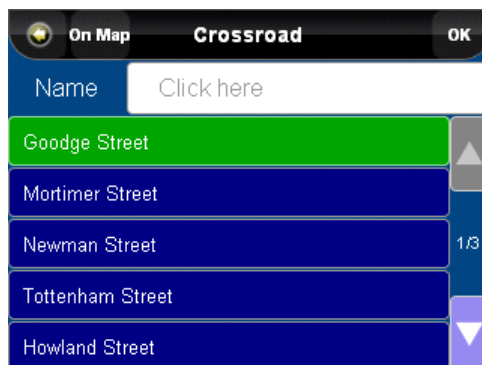 On Map Crossroad OK
Name Click here
Goodge Street
Mortimer Street
Newman Street
1/3
Tottenham Street
Howland Street